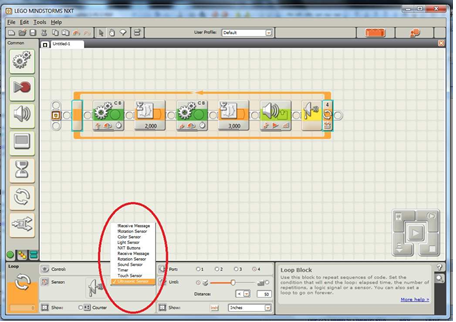 LEGO MINDSTORMS NXT
File Edit Tools Help
User Profile: Default
Common
Untitled-1
C B
C B
4
2,000
3,000
Loop
Control:
Sensor:
Show: Counter
Receive Message
Rotation Sensor
Color Sensor
Light Sensor
NXT Buttons
Receive Message
Rotation Sensor
Sound Sensor
Timer
Touch Sensor
Ultrasonic Sensor
Port: 1 2 3 4
Until:
Distance: < 50
Show: Inches
Loop Block
Use this block to repeat sequences of code. Set the
condition that will end the loop: elapsed time, the number of
repetitions, a logic signal or a sensor. You can also set a
loop to go on forever.
More help »